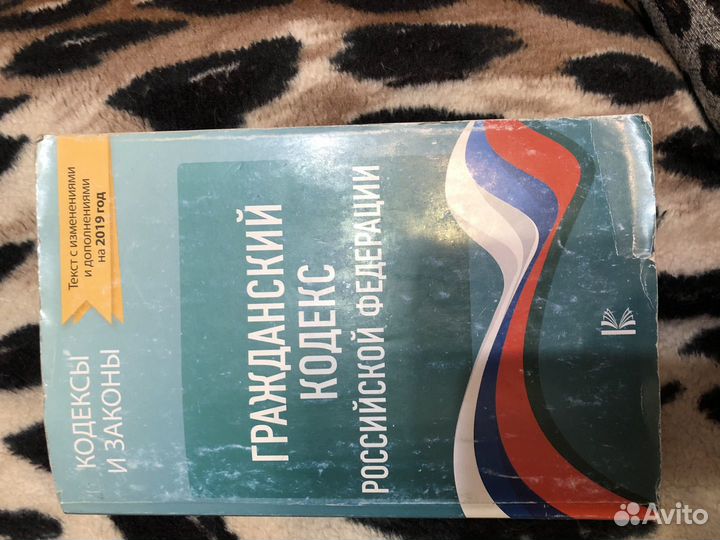 КОДЕКСЫ
И ЗАКОНЫ
Текст с изменениями
и дополнениями
на 2019 год
ГРАЖДАНСКИЙ
КОДЕКС
РОССИЙСКОЙ ФЕДЕРАЦИИ
Avito